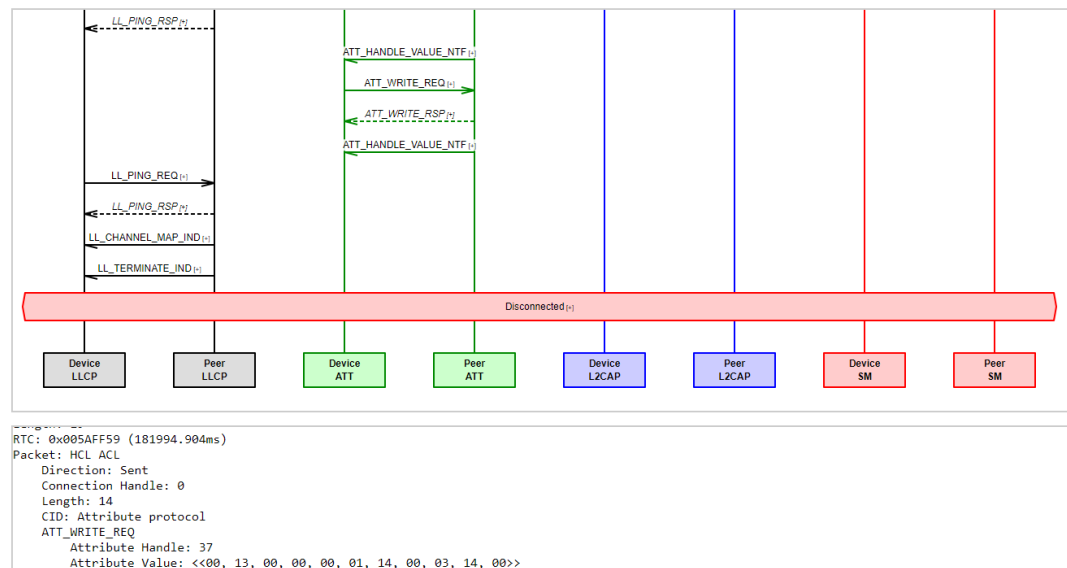 LL_PING_RSP [+]
ATT_HANDLE_VALUE_NTF [+]
ATT_WRITE_REQ [+]
ATT_WRITE_RSP [+]
ATT_HANDLE_VALUE_NTF [+]
LL_PING_REQ [+]
LL_PING_RSP [+]
LL_CHANNEL_MAP_IND [+]
LL_TERMINATE_IND [+]
Disconnected [+]
Device LLCP
Peer LLCP
Device ATT
Peer ATT
Device L2CAP
Peer L2CAP
Device SM
Peer SM
RTC: 0x005AFF59 (181994.904ms)
Packet: HCL ACL
Direction: Sent
Connection Handle: 0
Length: 14
CID: Attribute protocol
ATT_WRITE_REQ
Attribute Handle: 37
Attribute Value: <<00, 13, 00, 00, 00, 01, 14, 00, 03, 14, 00>>